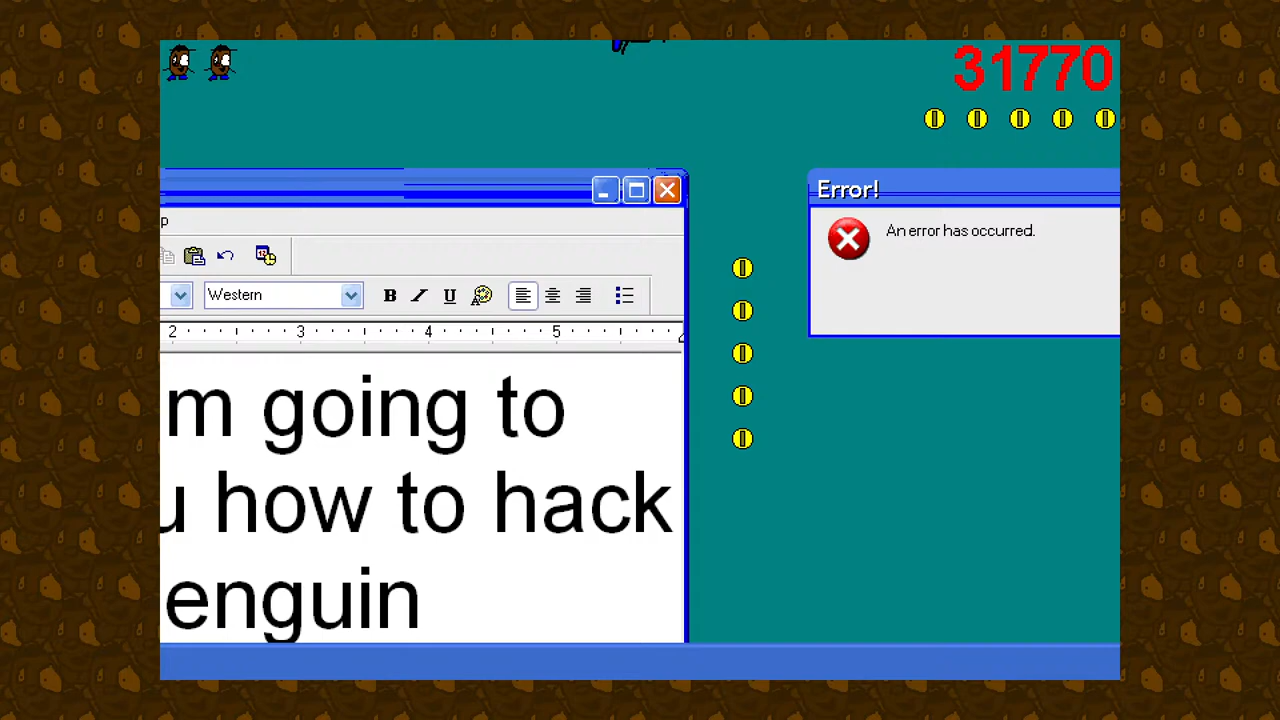 31770
Error!
An error has occurred.
p
Western
B I U
2 3 4 5
m going to
u how to hack
enguin